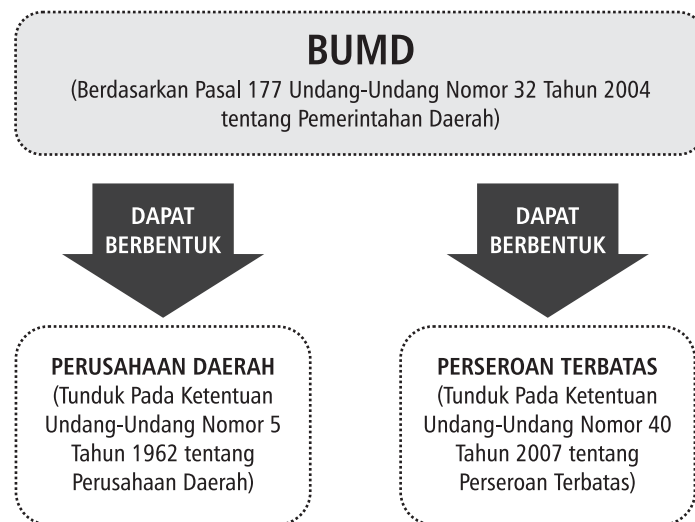 BUMD
(Berdasarkan Pasal 177 Undang-Undang Nomor 32 Tahun 2004
tentang Pemerintahan Daerah)
DAPAT
BERBENTUK
DAPAT
BERBENTUK
PERUSAHAAN DAERAH
(Tunduk Pada Ketentuan
Undang-Undang Nomor 5
Tahun 1962 tentang
Perusahaan Daerah)
PERSEROAN TERBATAS
(Tunduk Pada Ketentuan
Undang-Undang Nomor 40
Tahun 2007 tentang
Perseroan Terbatas)